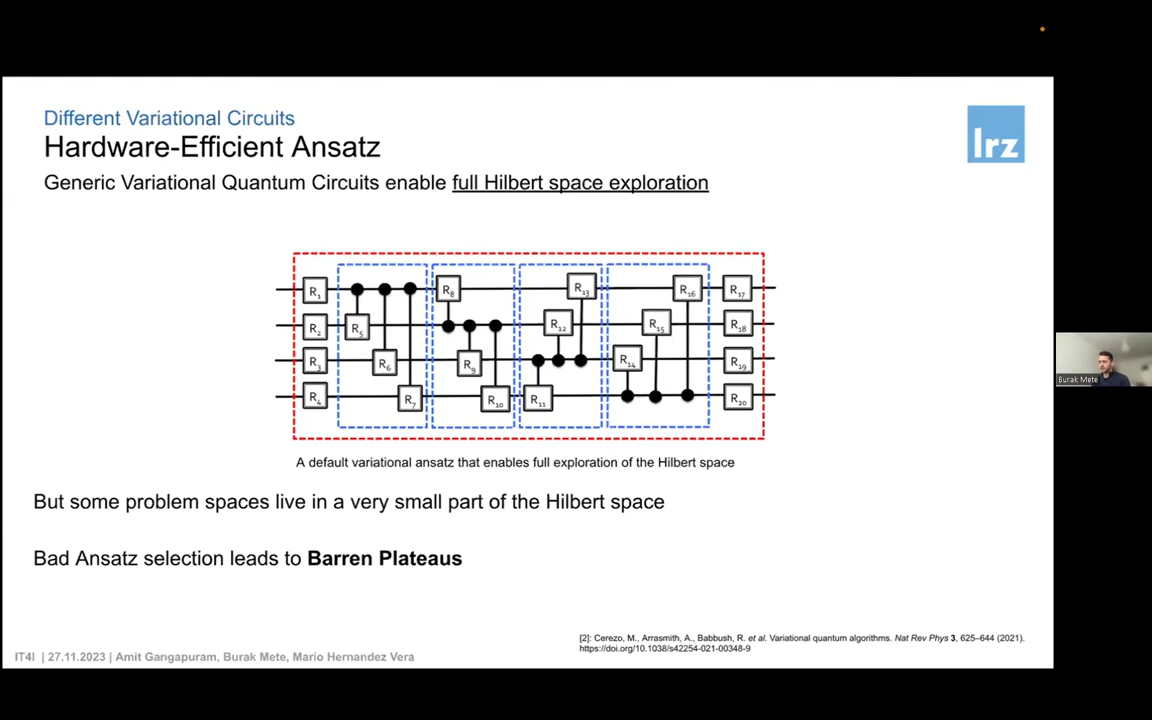 Different Variational Circuits
Hardware-Efficient Ansatz
lrz
Generic Variational Quantum Circuits enable full Hilbert space exploration
R1 R8 R13 R16 R17
R2 R5 R12 R15 R18
R3 R6 R9 R14 R19
R4 R7 R10 R11 R20
A default variational ansatz that enables full exploration of the Hilbert space
But some problem spaces live in a very small part of the Hilbert space
Bad Ansatz selection leads to Barren Plateaus
[2]: Cerezo, M., Arrasmith, A., Babbush, R. et al. Variational quantum algorithms. Nat Rev Phys 3, 625–644 (2021).
https://doi.org/10.1038/s42254-021-00348-9
IT4I | 27.11.2023 | Amit Gangapuram, Burak Mete, Mario Hernandez Vera
Burak Mete